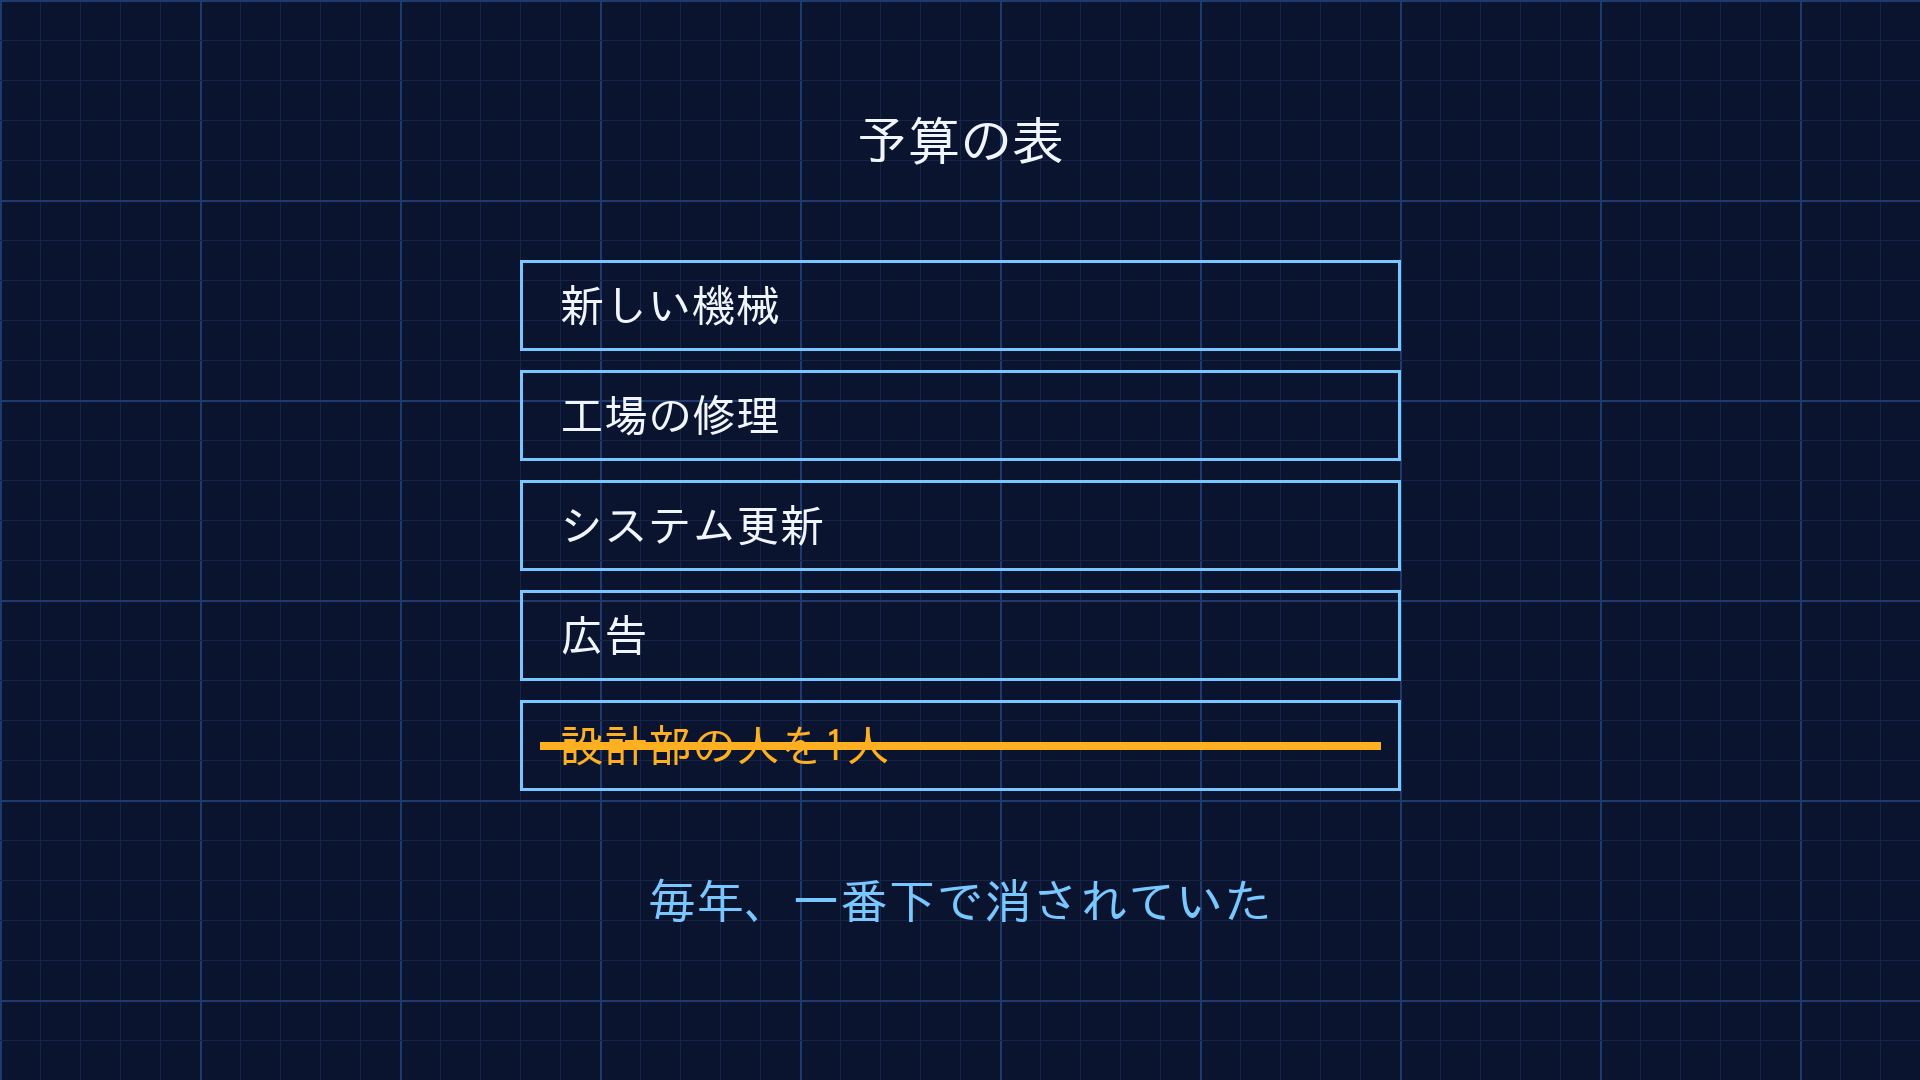 予算の表
新しい機械
工場の修理
システム更新
広告
設計部の人を1人
毎年、一番下で消されていた